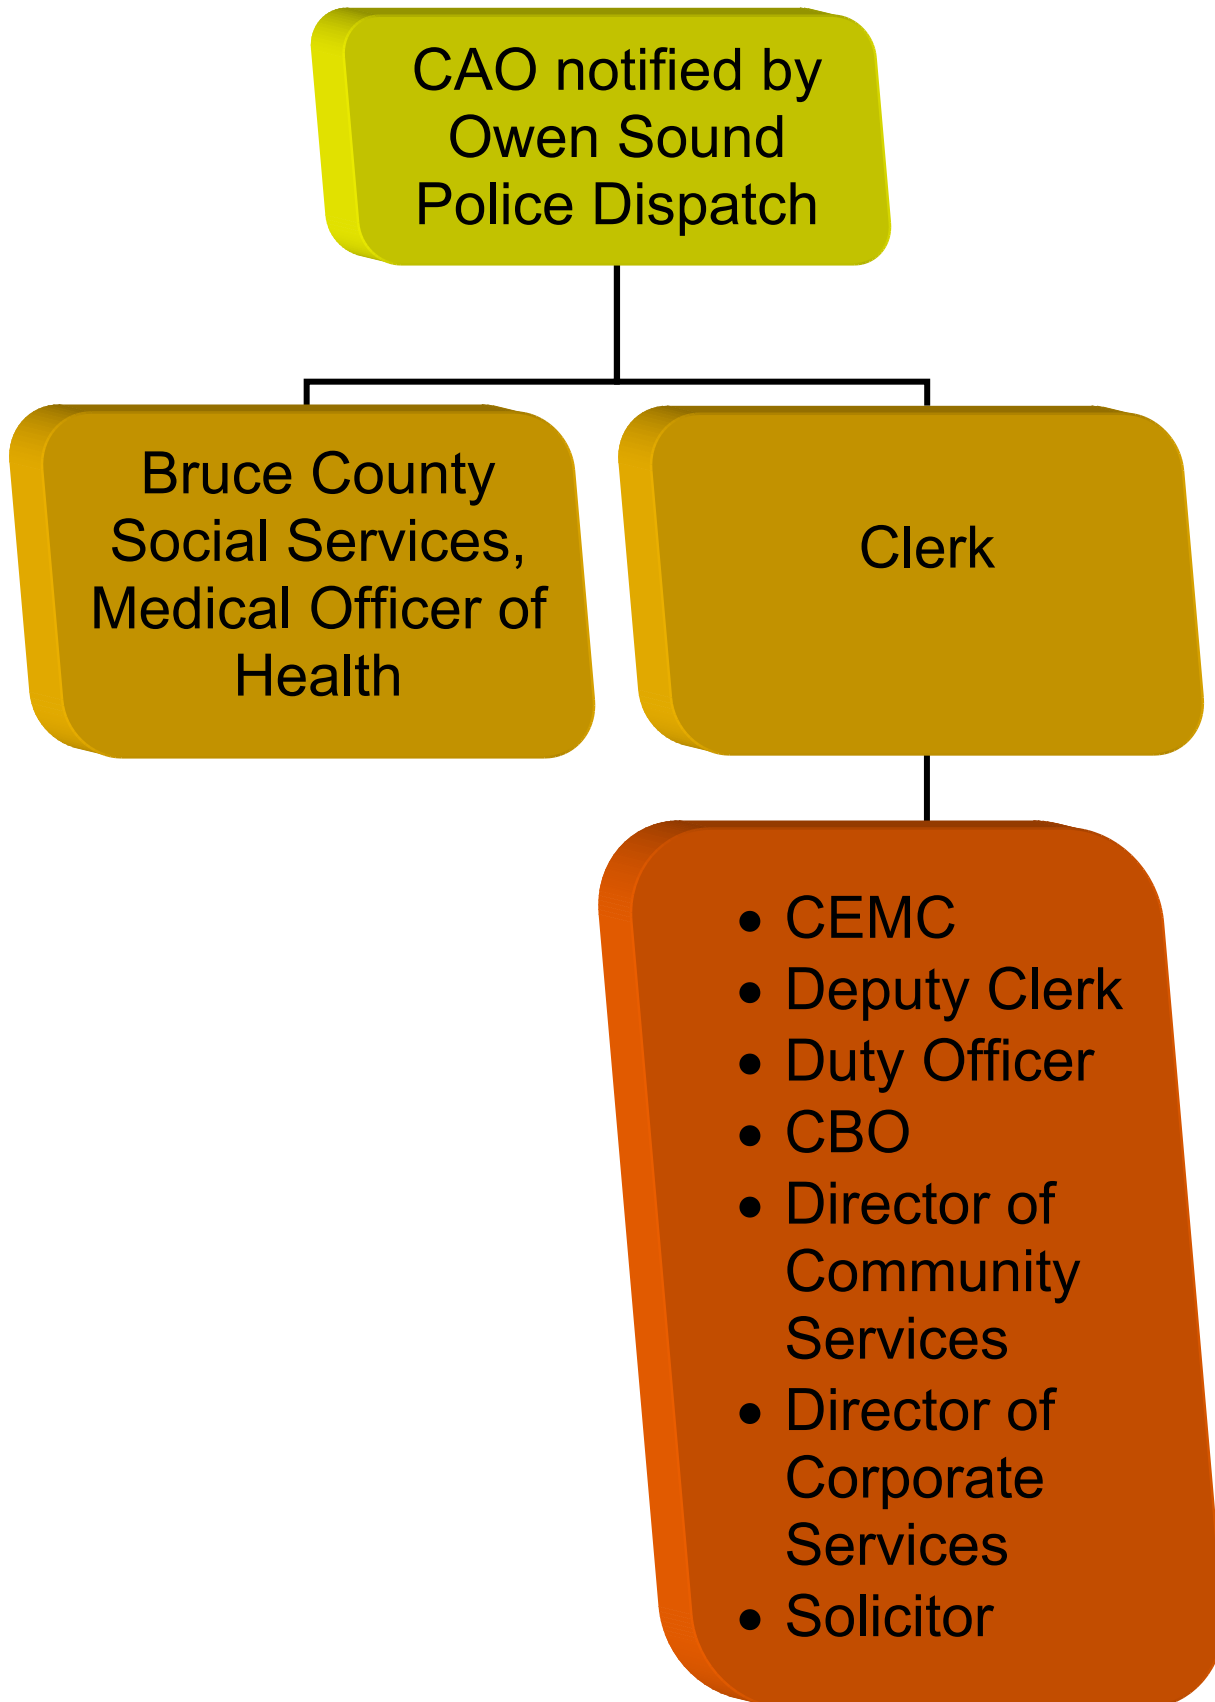 CAO notified by
Owen Sound
Police Dispatch
Bruce County
Social Services,
Medical Officer of
Health
Clerk
• CEMC
• Deputy Clerk
• Duty Officer
• CBO
• Director of
Community
Services
• Director of
Corporate
Services
• Solicitor